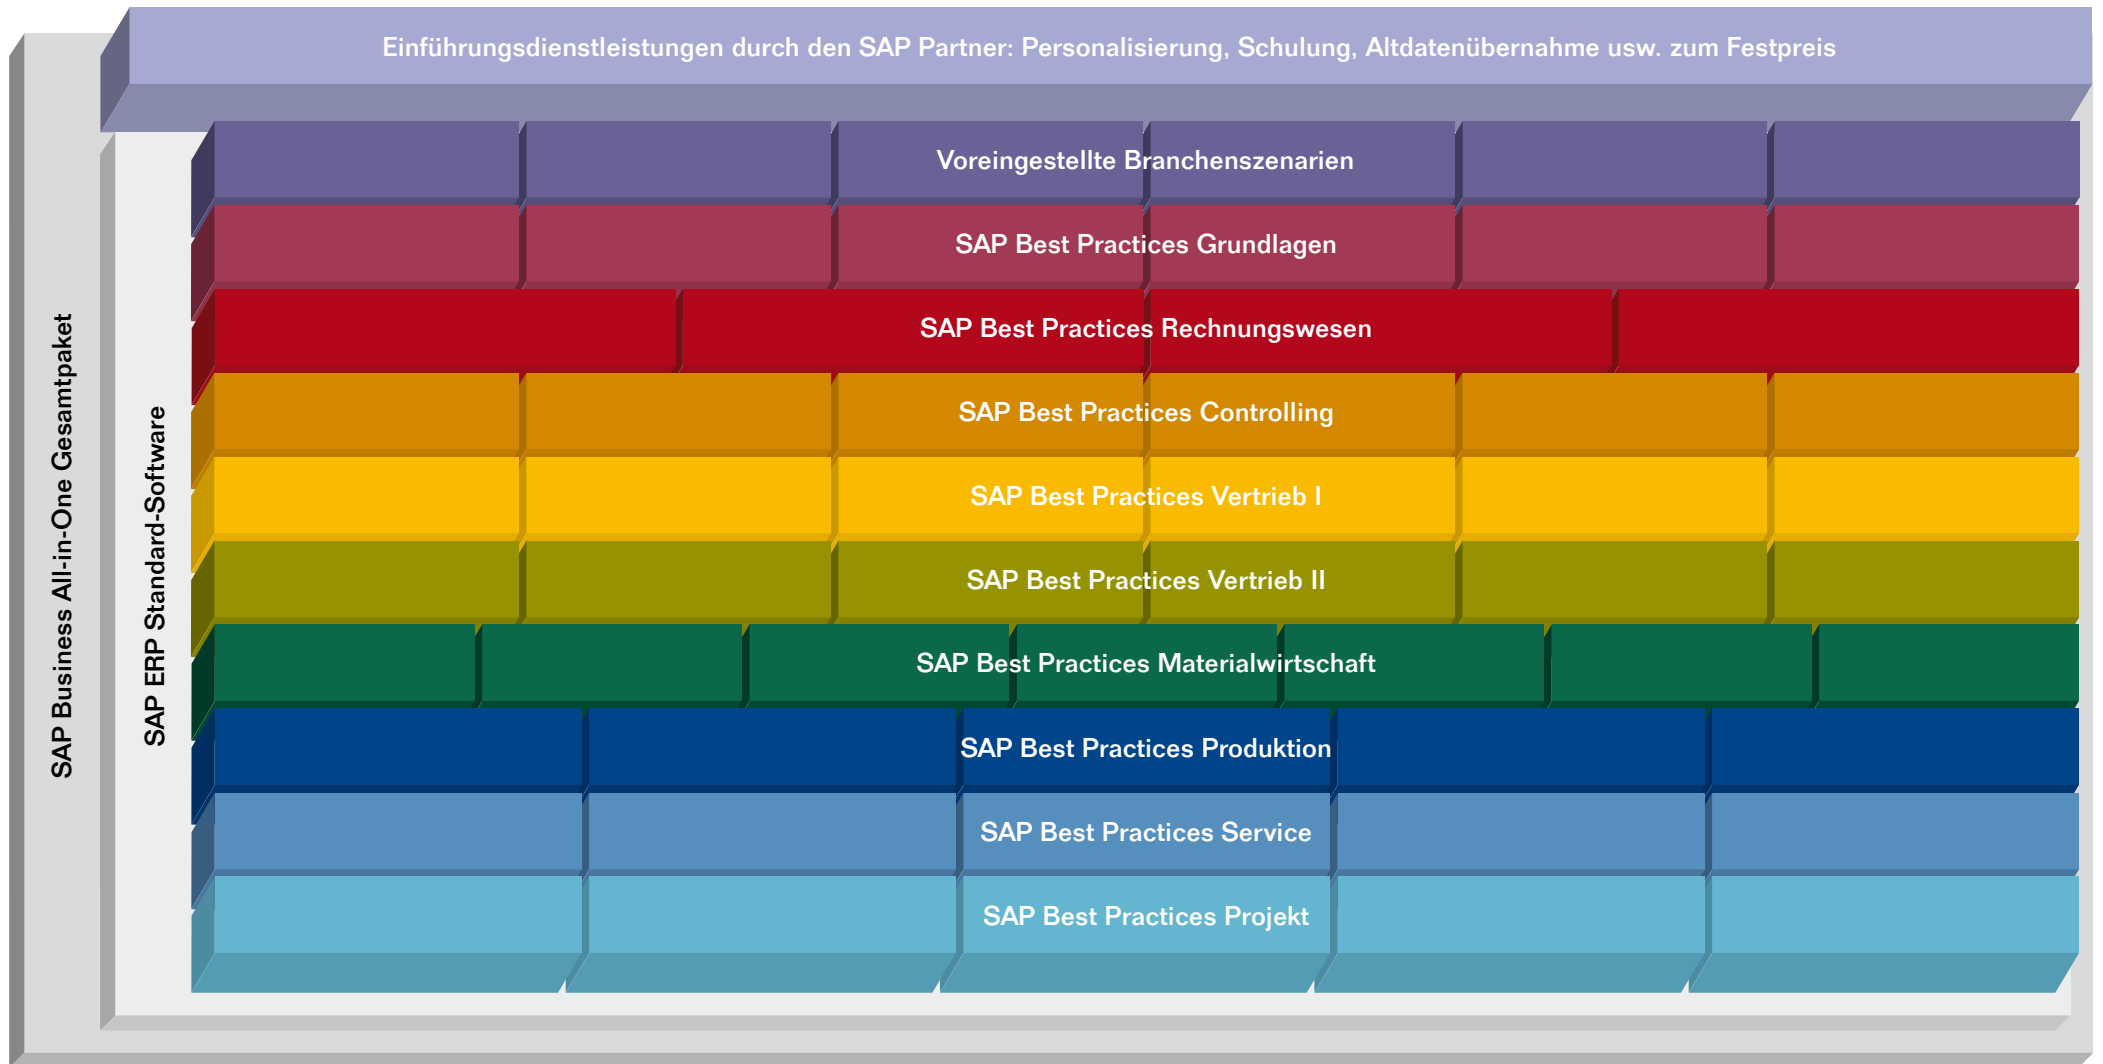 Einführungsdienstleistungen durch den SAP Partner: Personalisierung, Schulung, Altdatenübernahme usw. zum Festpreis
SAP Business All-in-One Gesamtpaket
SAP ERP Standard-Software
Voreingestellte Branchenszenarien
SAP Best Practices Grundlagen
SAP Best Practices Rechnungswesen
SAP Best Practices Controlling
SAP Best Practices Vertrieb I
SAP Best Practices Vertrieb II
SAP Best Practices Materialwirtschaft
SAP Best Practices Produktion
SAP Best Practices Service
SAP Best Practices Projekt